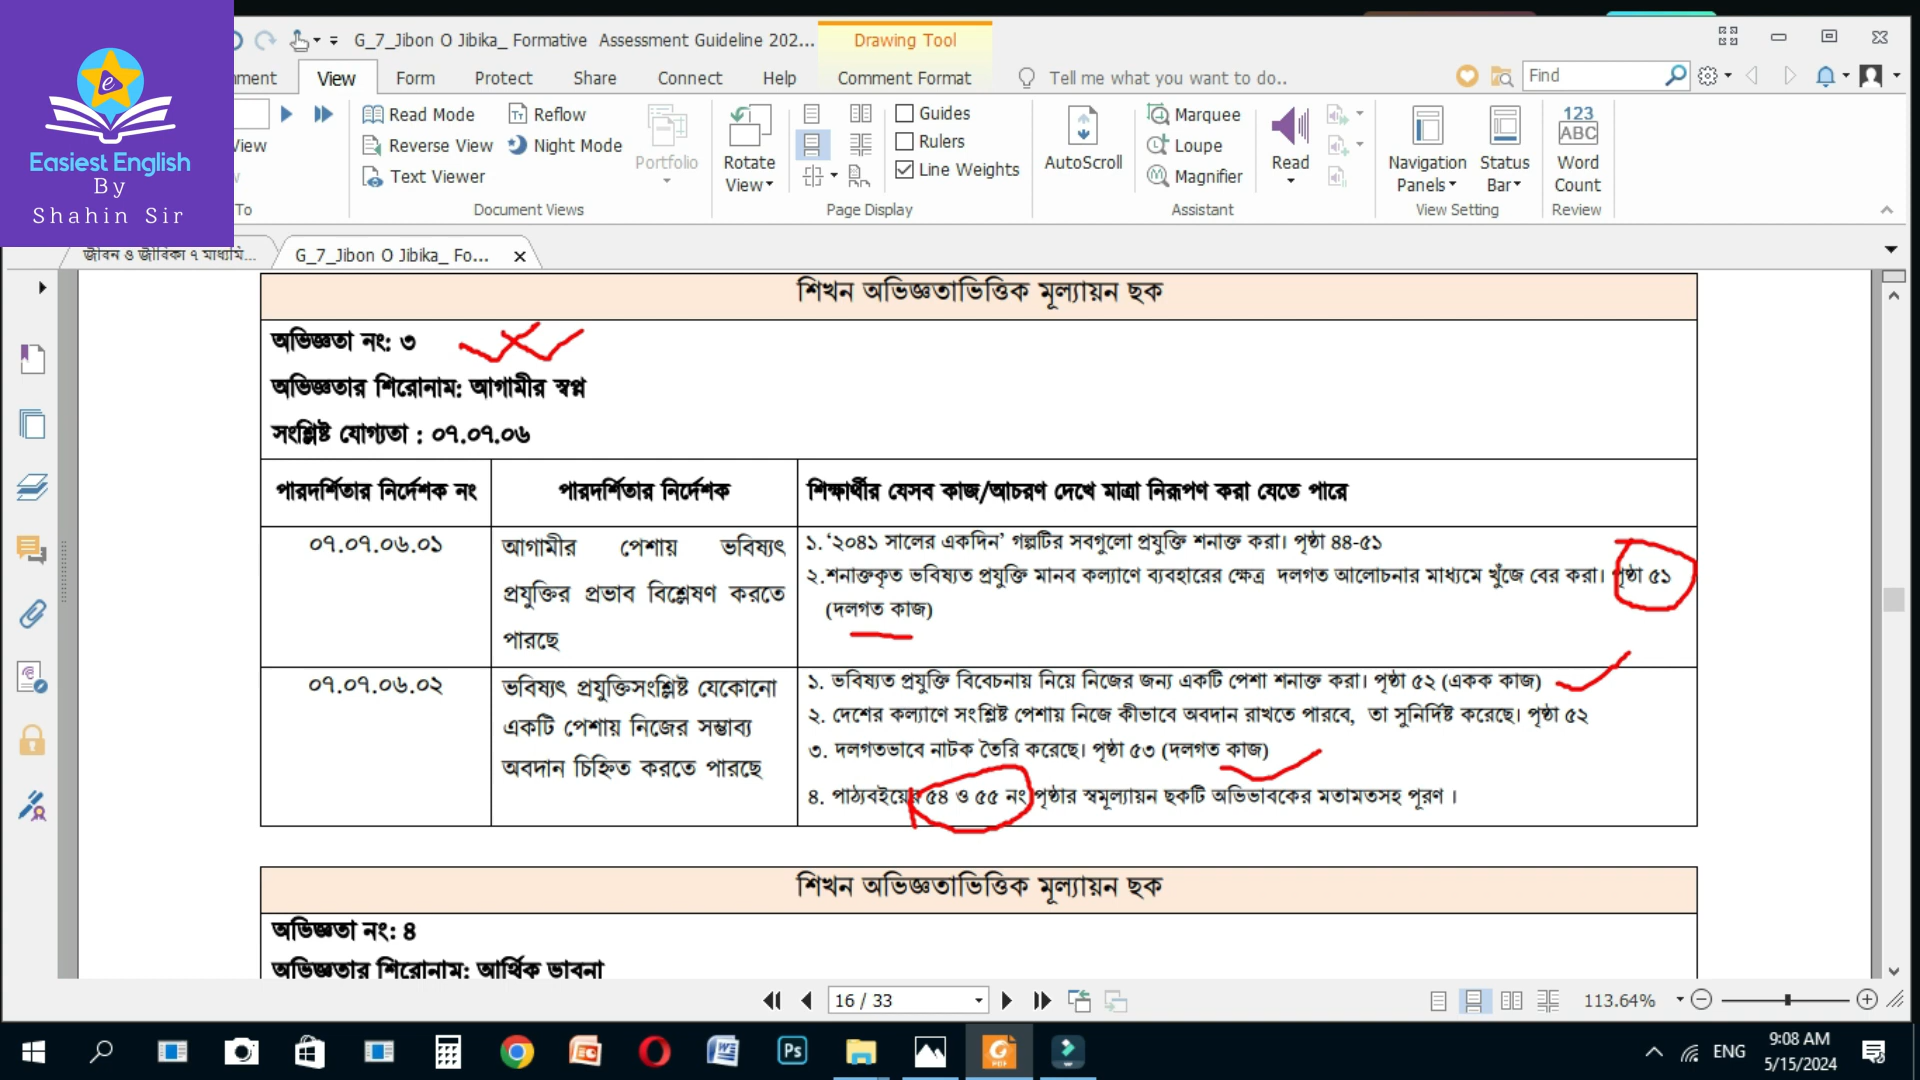 G_7_Jibon O Jibika_ Formative Assessment Guideline 202...
Drawing Tool
View
Form
Protect
Share
Connect
Help
Comment Format
Tell me what you want to do..
Find
Read Mode
Reflow
Reverse View
Night Mode
Text Viewer
Portfolio
Document Views
Rotate
View
Guides
Rulers
Line Weights
Page Display
AutoScroll
Marquee
Loupe
Magnifier
Assistant
Read
Navigation
Panels
Status
Bar
View Setting
123
ABC
Word
Count
Review
e
Easiest English
By
Shahin Sir
জীবন ও জীবিকা ৭ মাধ্যমি...
G_7_Jibon O Jibika_ Fo...
শিখন অভিজ্ঞতাভিত্তিক মূল্যায়ন ছক
অভিজ্ঞতা নং: ৩
অভিজ্ঞতার শিরোনাম: আগামীর স্বপ্ন
সংশ্লিষ্ট যোগ্যতা : ০৭.০৭.০৬
পারদর্শিতার নির্দেশক নং
পারদর্শিতার নির্দেশক
শিক্ষার্থীর যেসব কাজ/আচরণ দেখে মাত্রা নিরূপণ করা যেতে পারে
০৭.০৭.০৬.০১
আগামীর পেশায় ভবিষ্যৎ
প্রযুক্তির প্রভাব বিশ্লেষণ করতে
পারছে
১. ‘২০৪১ সালের একদিন’ গল্পটির সবগুলো প্রযুক্তি শনাক্ত করা। পৃষ্ঠা ৪৪-৫১
২.শনাক্তকৃত ভবিষ্যত প্রযুক্তি মানব কল্যাণে ব্যবহারের ক্ষেত্র দলগত আলোচনার মাধ্যমে খুঁজে বের করা। পৃষ্ঠা ৫১
(দলগত কাজ)
০৭.০৭.০৬.০২
ভবিষ্যৎ প্রযুক্তিসংশ্লিষ্ট যেকোনো
একটি পেশায় নিজের সম্ভাব্য
অবদান চিহ্নিত করতে পারছে
১. ভবিষ্যত প্রযুক্তি বিবেচনায় নিয়ে নিজের জন্য একটি পেশা শনাক্ত করা। পৃষ্ঠা ৫২ (একক কাজ)
২. দেশের কল্যাণে সংশ্লিষ্ট পেশায় নিজে কীভাবে অবদান রাখতে পারবে, তা সুনির্দিষ্ট করেছে। পৃষ্ঠা ৫২
৩. দলগতভাবে নাটক তৈরি করেছে। পৃষ্ঠা ৫৩ (দলগত কাজ)
৪. পাঠ্যবইয়ের ৫৪ ও ৫৫ নং পৃষ্ঠার স্বমূল্যায়ন ছকটি অভিভাবকের মতামতসহ পূরণ ।
শিখন অভিজ্ঞতাভিত্তিক মূল্যায়ন ছক
অভিজ্ঞতা নং: ৪
অভিজ্ঞতার শিরোনাম: আর্থিক ভাবনা
16 / 33
113.64%
Ps
ENG
9:08 AM
5/15/2024